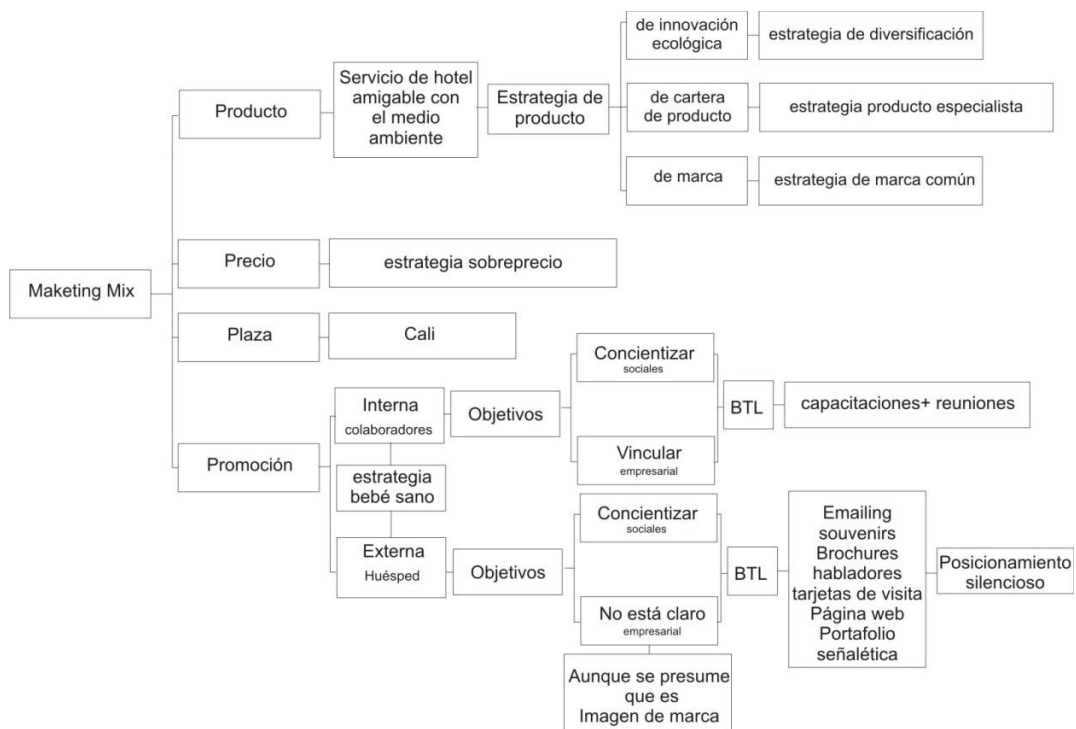 Maketing Mix
Producto
Servicio de hotel
amigable con
el medio
ambiente
Estrategia de
producto
de innovación
ecológica
estrategia de diversificación
de cartera
de producto
estrategia producto especialista
de marca
estrategia de marca común
Precio
estrategia sobreprecio
Plaza
Cali
Promoción
Interna
colaboradores
Objetivos
Concientizar
sociales
Vincular
empresarial
BTL
capacitaciones+ reuniones
estrategia
bebé sano
Externa
Huésped
Objetivos
Concientizar
sociales
No está claro
empresarial
Aunque se presume
que es
Imagen de marca
BTL
Emailing
souvenirs
Brochures
habladores
tarjetas de visita
Página web
Portafolio
señalética
Posicionamiento
silencioso